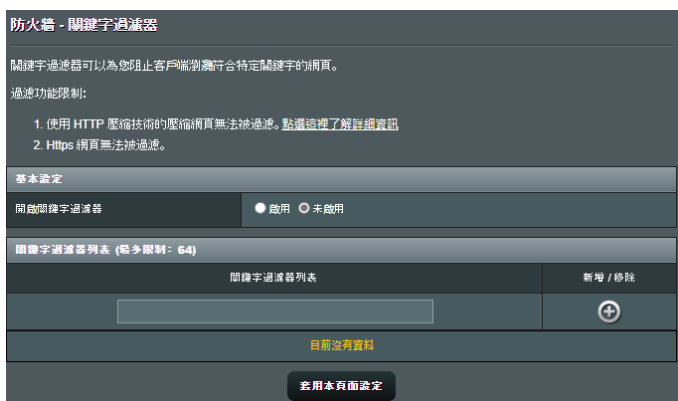 防火牆 - 關鍵字過濾器
關鍵字過濾器可以為您阻止客戶端瀏覽符合特定關鍵字的網頁。
過濾功能限制:
1. 使用 HTTP 壓縮技術的壓縮網頁無法被過濾。點選這裡了解詳細資訊
2. Https 網頁無法被過濾。
基本設定
開啟關鍵字過濾器 啟用 未啟用
關鍵字過濾器列表 (最多限制: 64)
關鍵字過濾器列表 新增 / 移除
目前沒有資料
套用本頁面設定